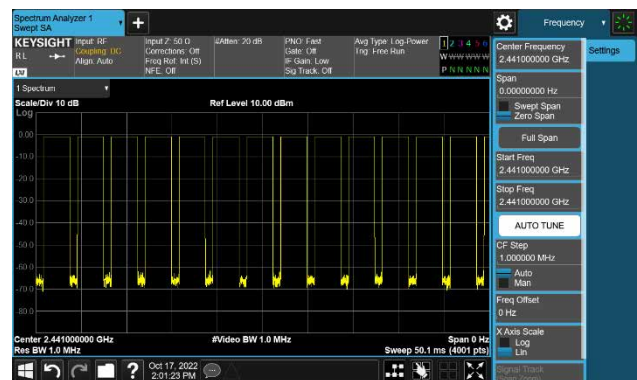 Spectrum Analyzer 1
Swept SA
Frequency
KEYSIGHT
RL
Input: RF
Coupling: DC
Align: Auto
Input Z: 50 Ω
Corrections: Off
Freq Ref: Int (S)
NFE: Off
#Atten: 20 dB
PNO: Fast
Gate: Off
IF Gain: Low
Sig Track: Off
Avg Type: Log-Power
Trig: Free Run
1 2 3 4 5 6
W W W W W W
P N N N N N
LW
1 Spectrum
Scale/Div 10 dB
Ref Level 10.00 dBm
Log
0.00
-10.0
-20.0
-30.0
-40.0
-50.0
-60.0
-70.0
-80.0
Center 2.441000000 GHz
#Video BW 1.0 MHz
Span 0 Hz
Res BW 1.0 MHz
Sweep 50.1 ms (4001 pts)
?
Oct 17, 2022
2:01:23 PM
Center Frequency
2.441000000 GHz
Settings
Span
0.00000000 Hz
Swept Span
Zero Span
Full Span
Start Freq
2.441000000 GHz
Stop Freq
2.441000000 GHz
AUTO TUNE
CF Step
1.000000 MHz
Auto
Man
Freq Offset
0 Hz
X Axis Scale
Log
Lin
Signal Track